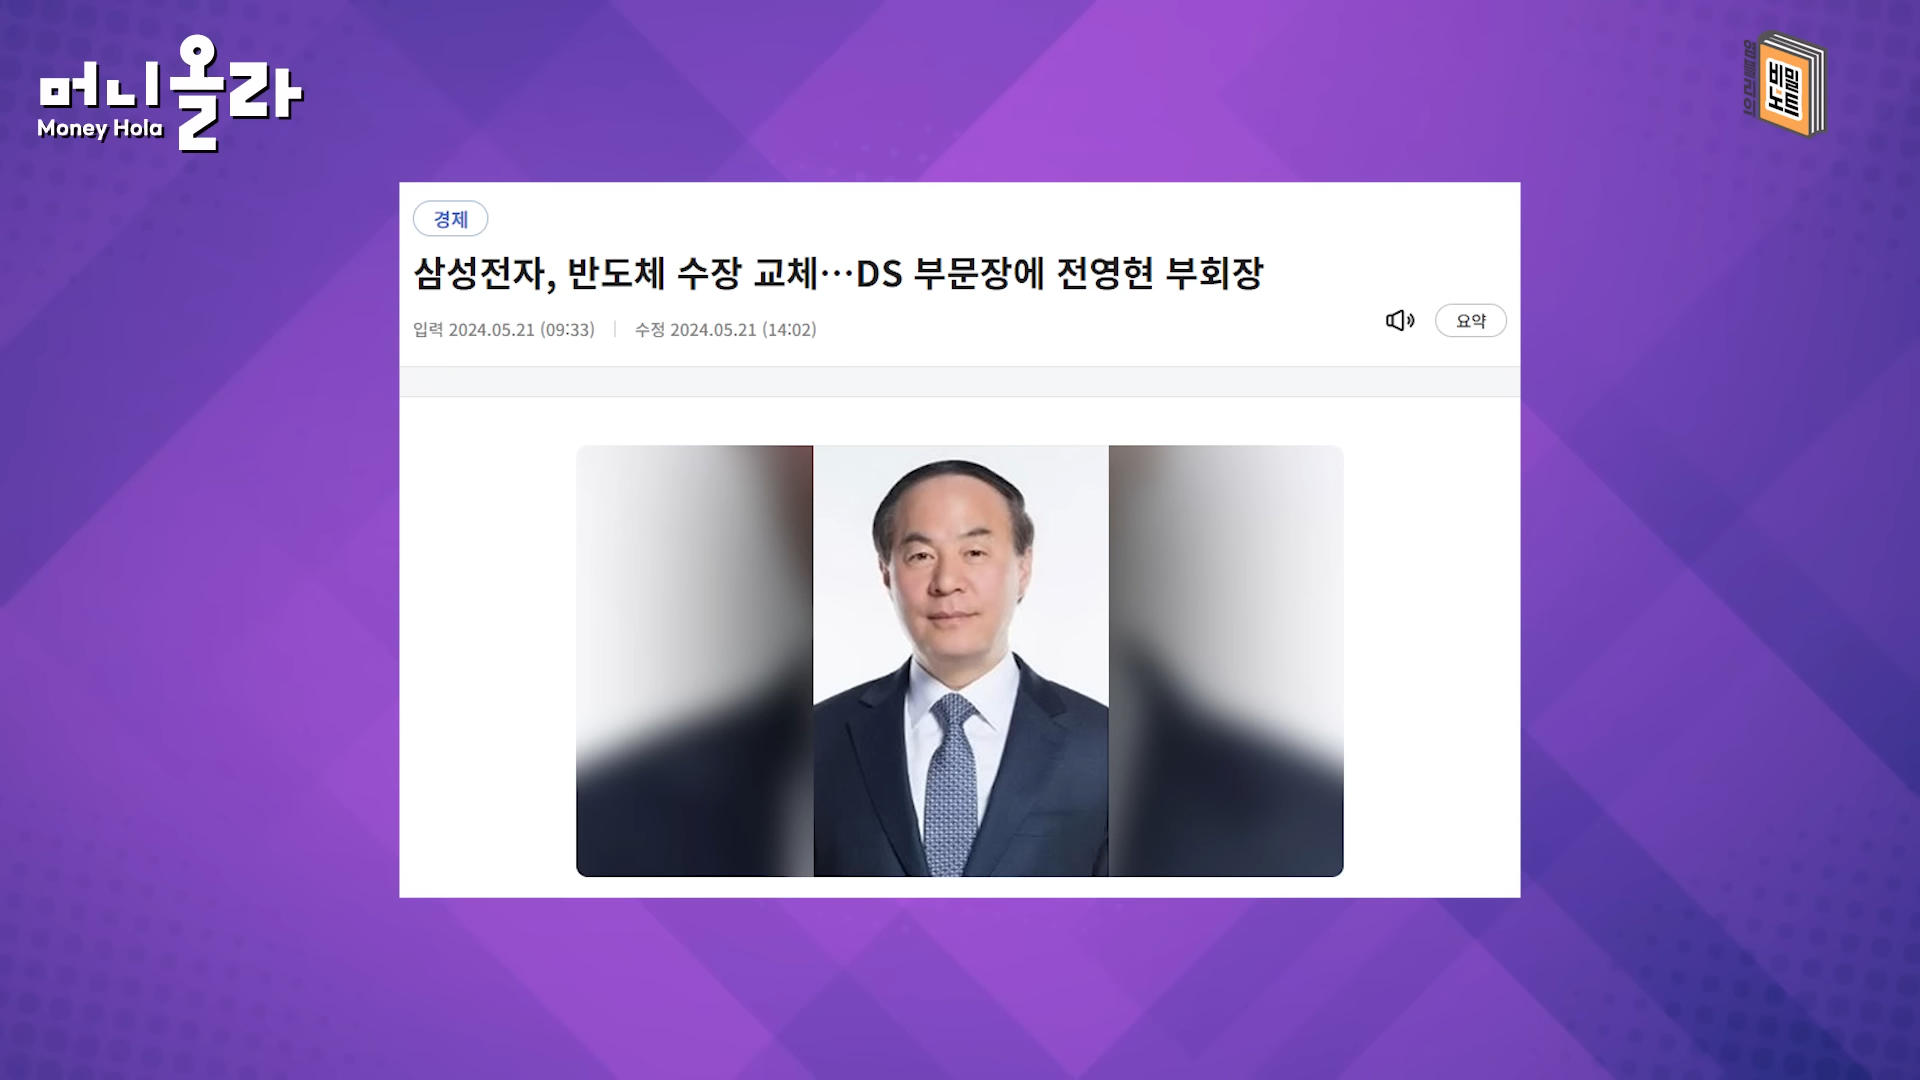 머니올라
Money Hola
비밀
노트
경제
삼성전자, 반도체 수장 교체…DS 부문장에 전영현 부회장
입력 2024.05.21 (09:33) | 수정 2024.05.21 (14:02)
요약